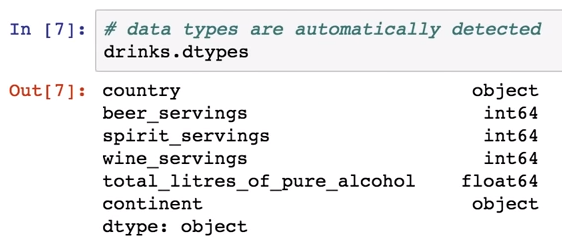 In [7]: # data types are automatically detected
drinks.dtypes
Out[7]: country object
beer_servings int64
spirit_servings int64
wine_servings int64
total_litres_of_pure_alcohol float64
continent object
dtype: object